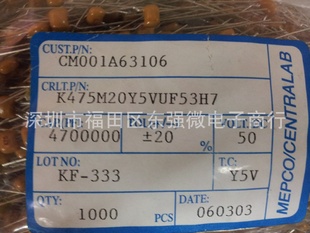 CUST.P/N:
CM001A63106
CRLT.P/N:
K475M20Y5VUF53H7
深圳市福田区东强微电子商行
4700000 ±20 % 50
LOT NO: T.C:
KF-333 Y5V
QTY: DATE:
1000 PCS 060303
MEPCO/CENTRALAB